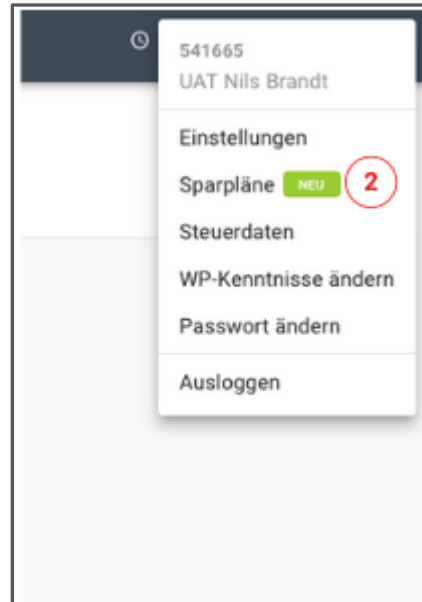 541665
UAT Nils Brandt
Einstellungen
Sparpläne NEU 2
Steuerdaten
WP-Kenntnisse ändern
Passwort ändern
Ausloggen